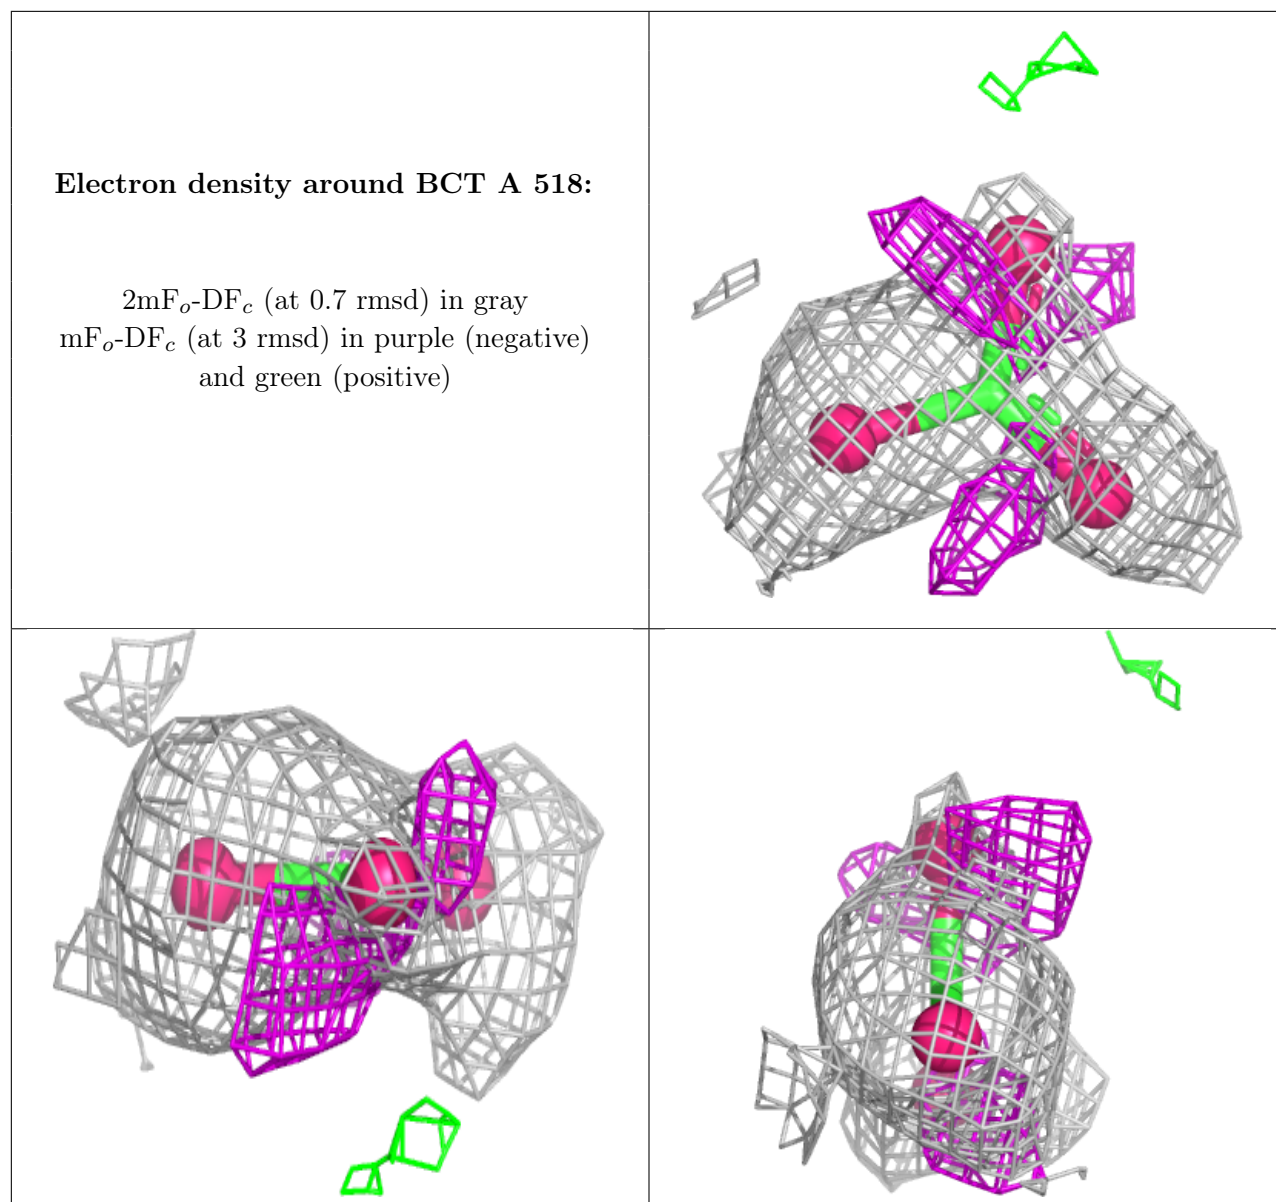 Electron density around BCT A 518:
2mFo-DFc (at 0.7 rmsd) in gray
mFo-DFc (at 3 rmsd) in purple (negative)
and green (positive)